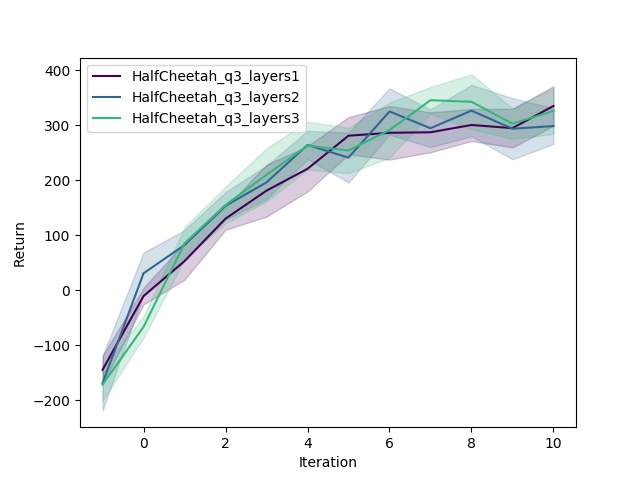 400
300
200
100
0
−100
−200
Return
HalfCheetah_q3_layers1
HalfCheetah_q3_layers2
HalfCheetah_q3_layers3
0 2 4 6 8 10
Iteration